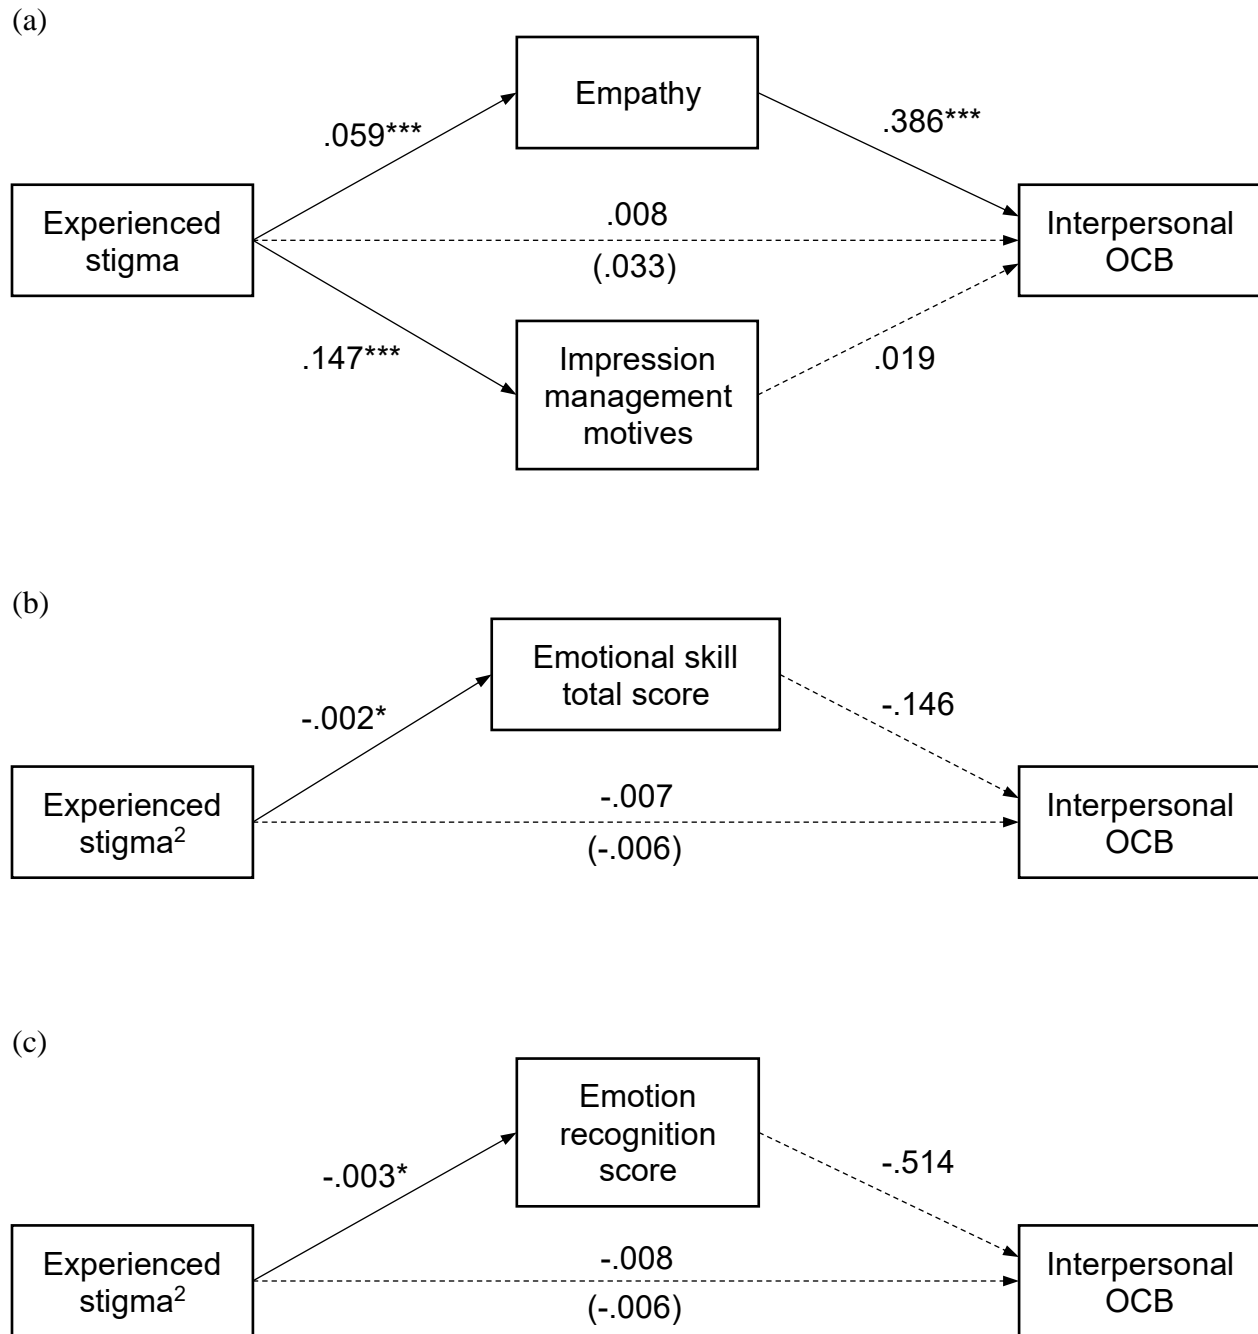 (a)
Empathy
.059***
.386***
Experienced
stigma
.008
(.033)
Interpersonal
OCB
.147***
Impression
management
motives
.019
(b)
Emotional skill
total score
-.002*
-.146
Experienced
stigma²
-.007
(-.006)
Interpersonal
OCB
(c)
Emotion
recognition
score
-.003*
-.514
Experienced
stigma²
-.008
(-.006)
Interpersonal
OCB